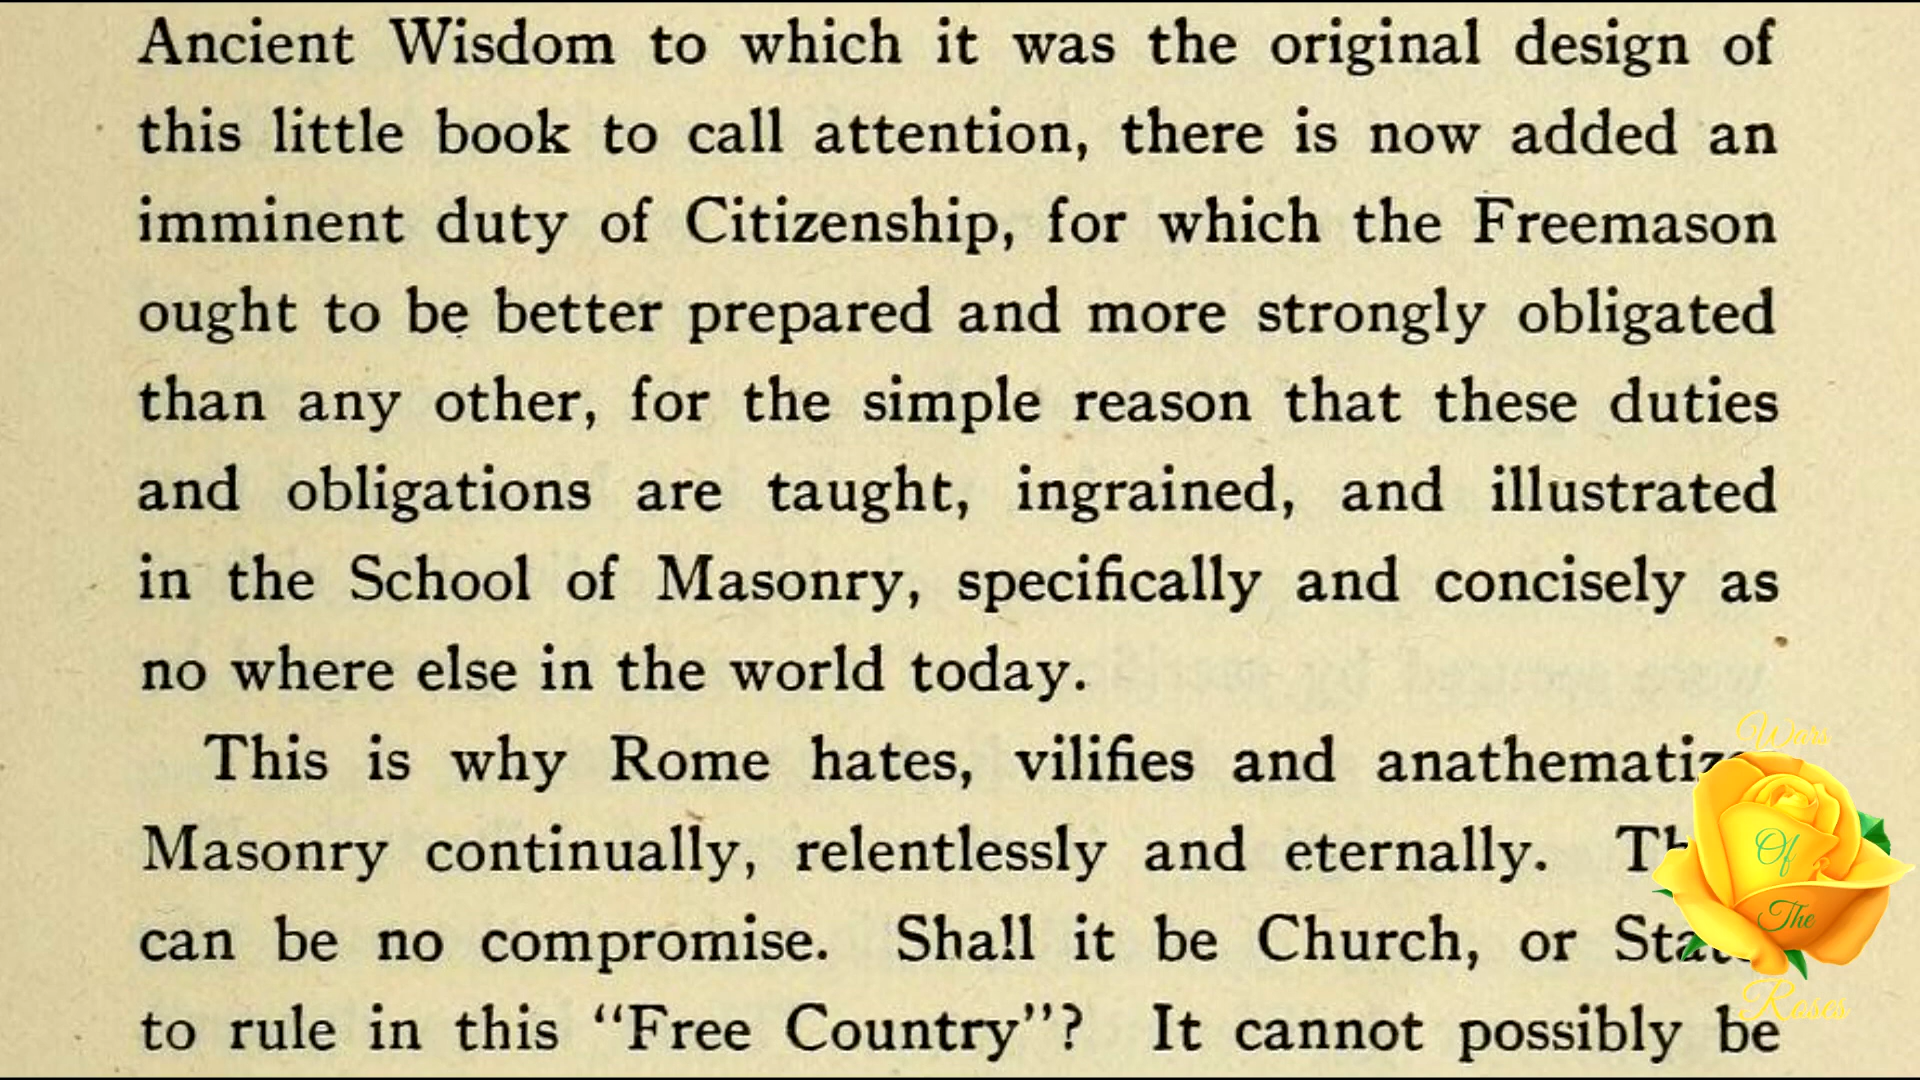 Ancient Wisdom to which it was the original design of
this little book to call attention, there is now added an
imminent duty of Citizenship, for which the Freemason
ought to be better prepared and more strongly obligated
than any other, for the simple reason that these duties
and obligations are taught, ingrained, and illustrated
in the School of Masonry, specifically and concisely as
no where else in the world today.
This is why Rome hates, vilifies and
Masonry continually, relentlessly and eternally.
can be no compromise. Shall it be Church, or
to rule in this “Free Country”? It cannot possibly be
Wars
Of
The
Roses